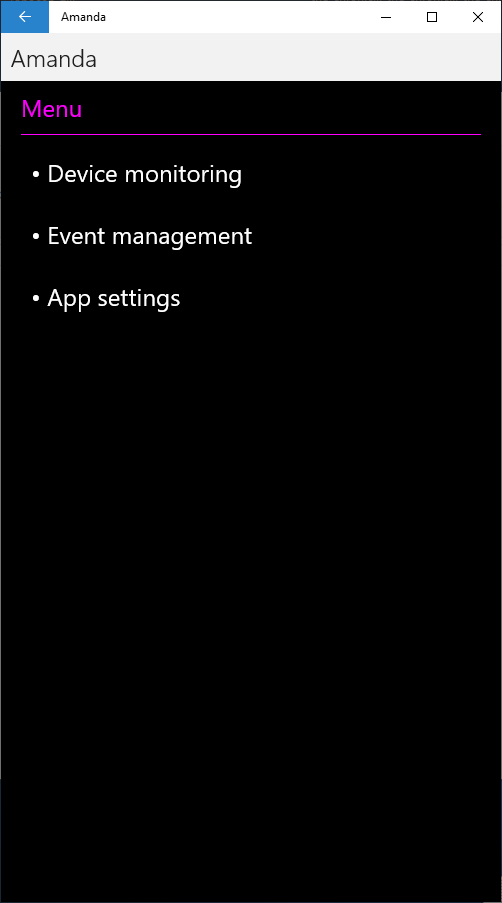 Amanda
Amanda
Menu
• Device monitoring
• Event management
• App settings